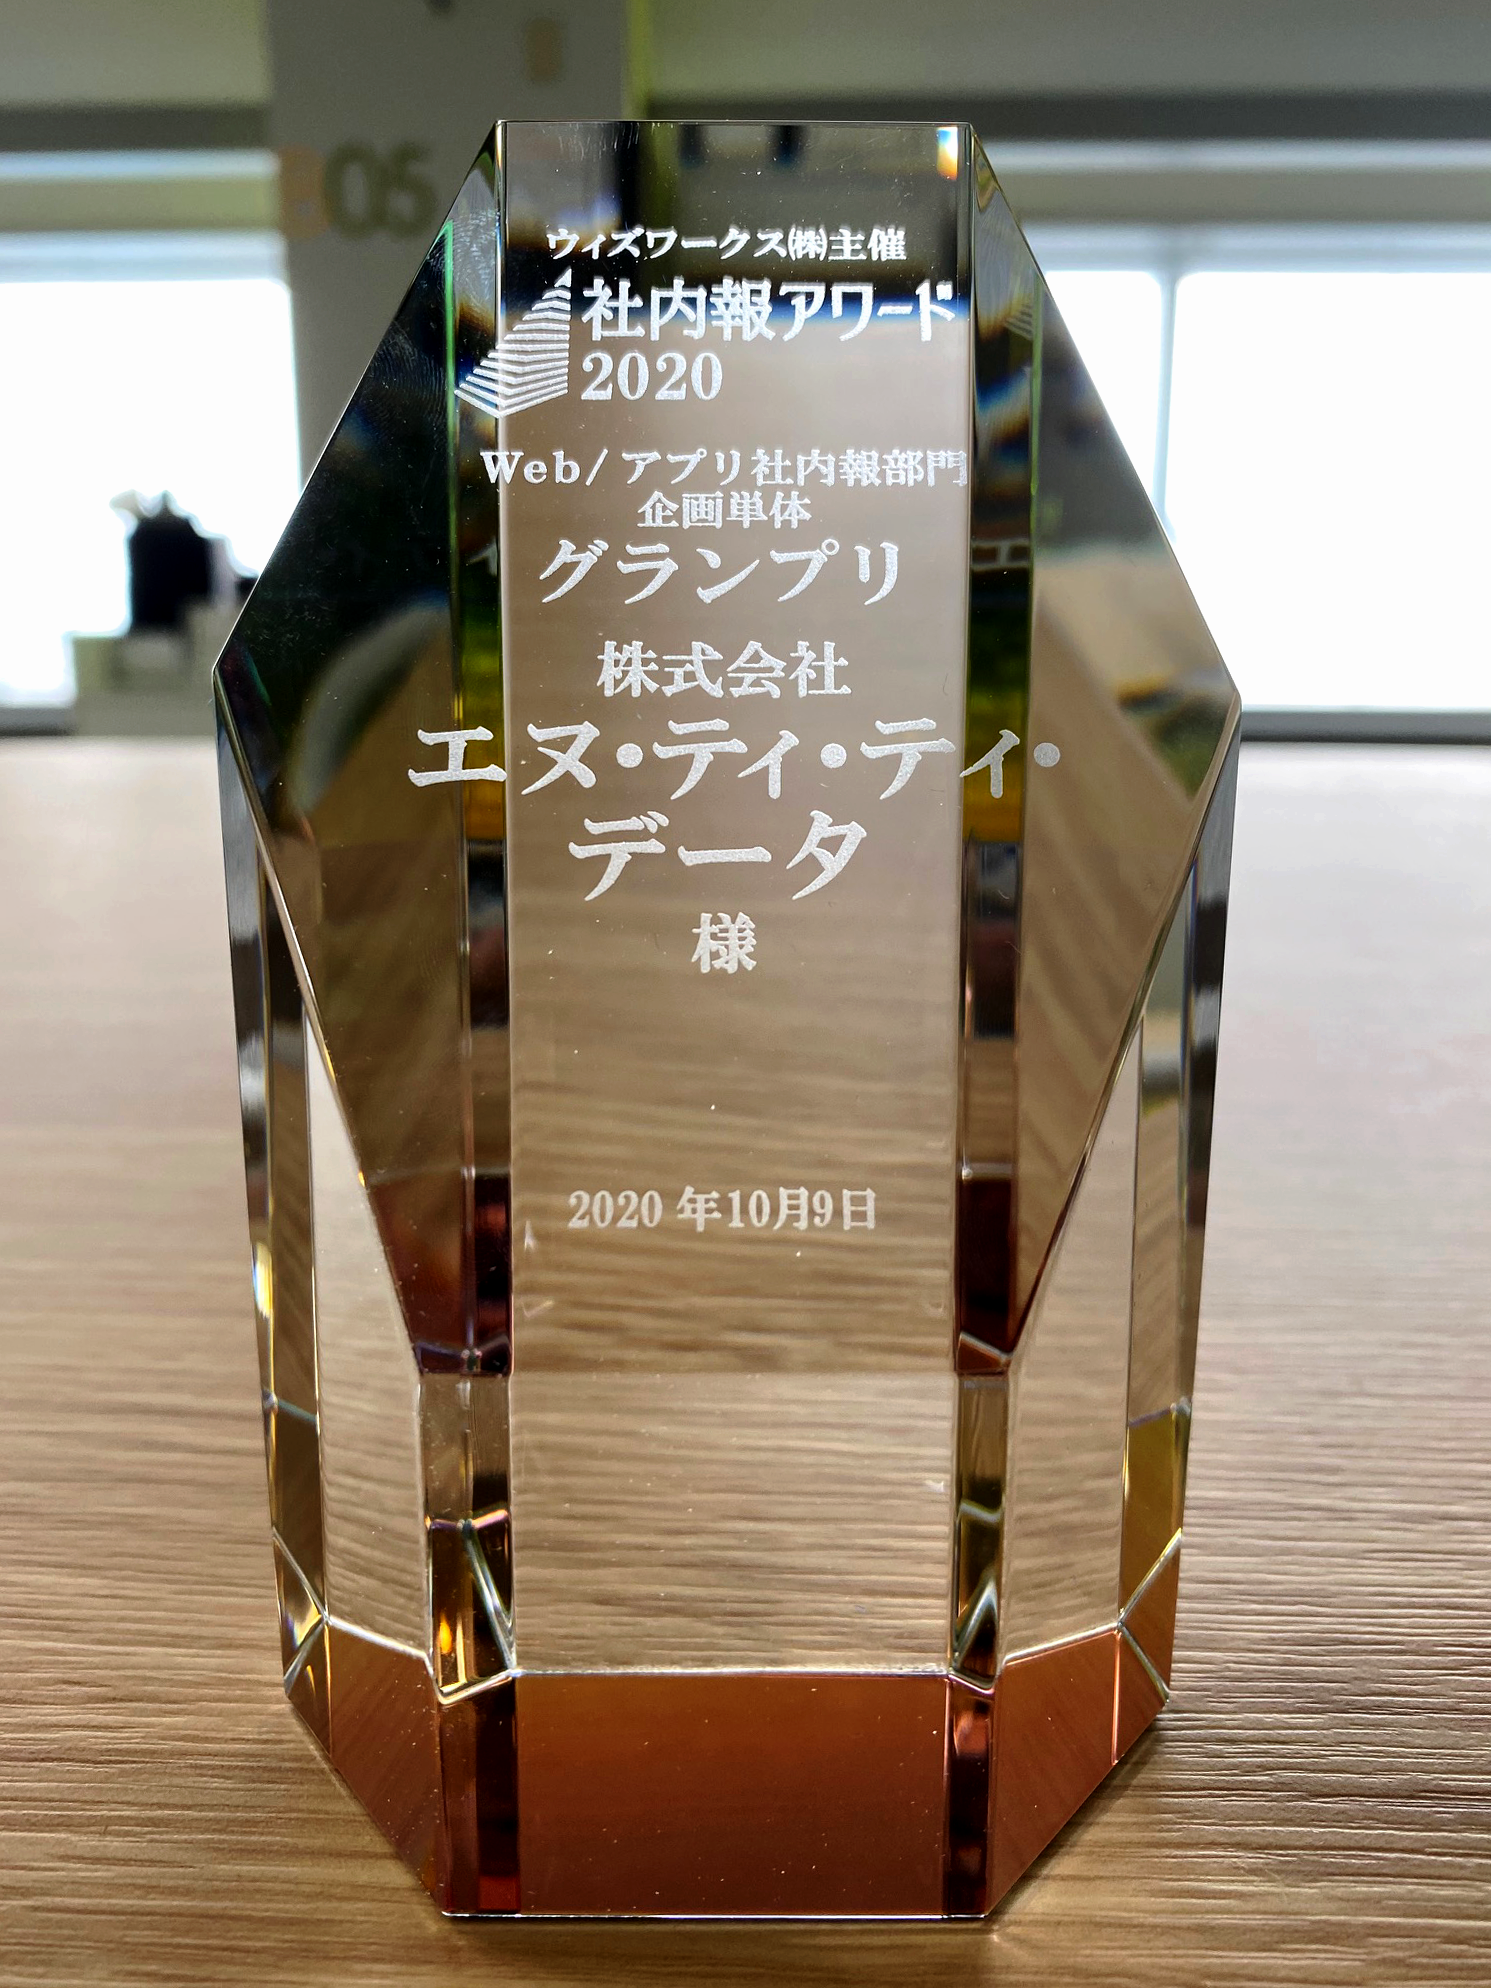 05
ウィズワークス㈱主催
社内報アワード
2020
Web/アプリ社内報部門
企画単体
グランプリ
株式会社
エヌ・ティ・ティ・
データ
様
2020年10月9日